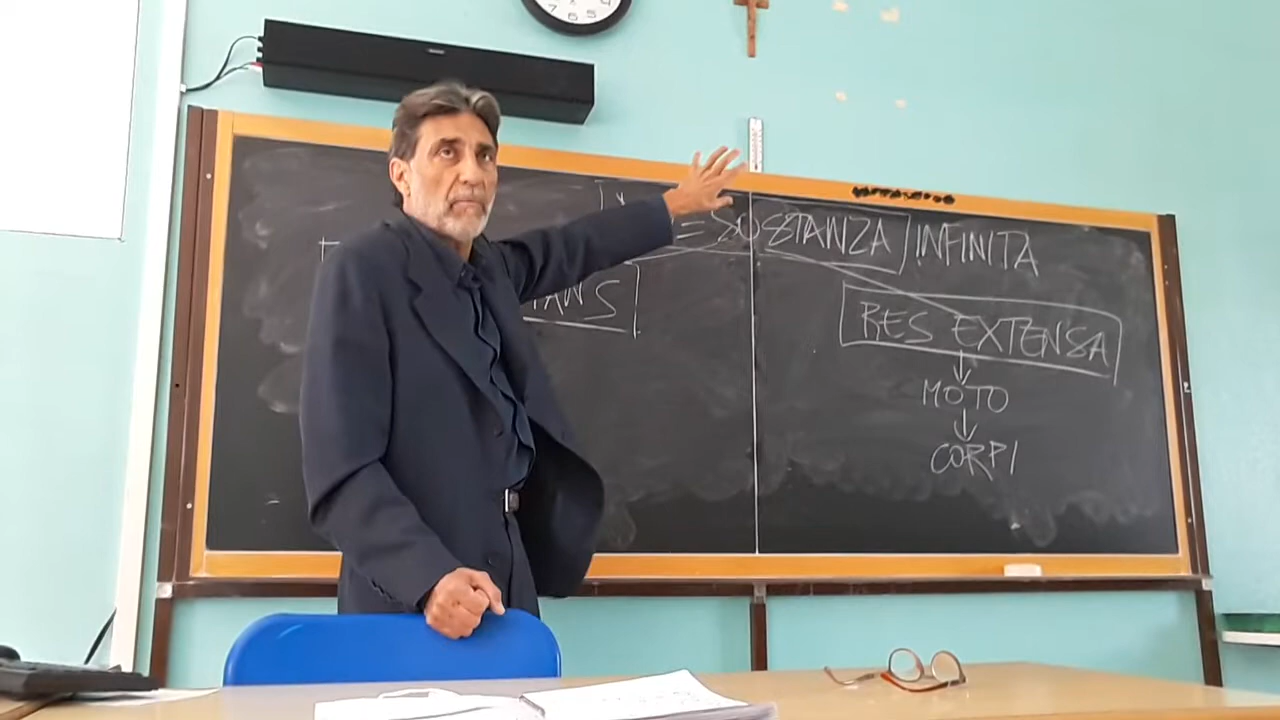 = SOSTANZA INFINITA
RES EXTENSA
MOTO
CORPI